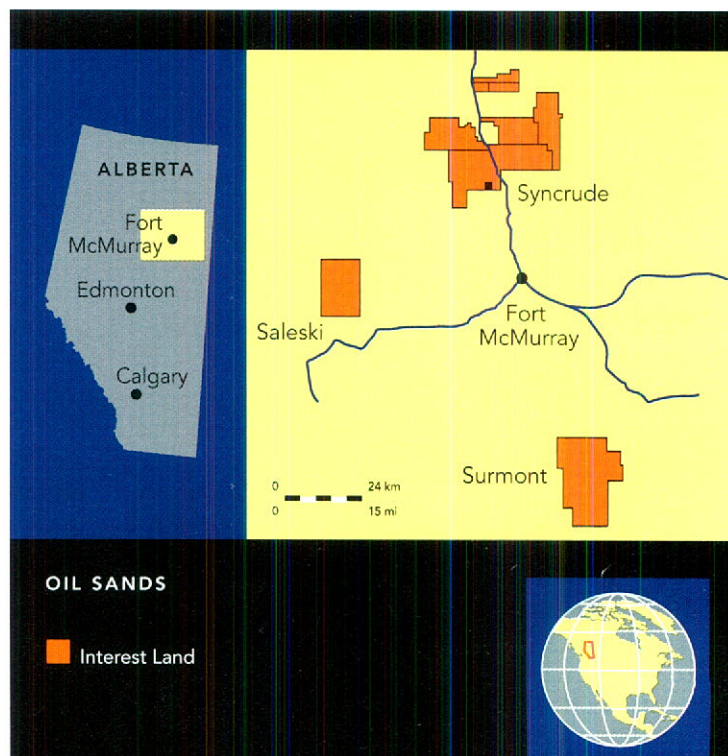 ALBERTA
Fort
McMurray
Edmonton
Calgary
Syncrude
Saleski
Fort
McMurray
Surmont
0 24 km
0 15 mi
OIL SANDS
Interest Land